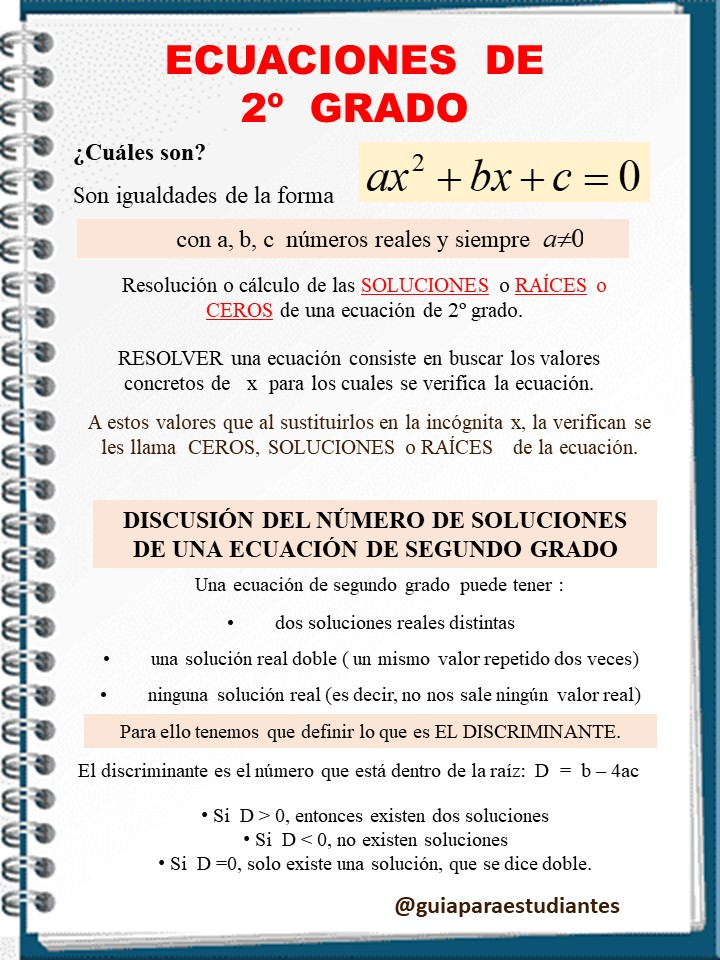 ECUACIONES DE
2º GRADO
¿Cuáles son?
Son igualdades de la forma
ax² + bx + c = 0
con a, b, c números reales y siempre a≠0
Resolución o cálculo de las SOLUCIONES o RAÍCES o
CEROS de una ecuación de 2º grado.
RESOLVER una ecuación consiste en buscar los valores
concretos de x para los cuales se verifica la ecuación.
A estos valores que al sustituirlos en la incógnita x, la verifican se
les llama CEROS, SOLUCIONES o RAÍCES de la ecuación.
DISCUSIÓN DEL NÚMERO DE SOLUCIONES
DE UNA ECUACIÓN DE SEGUNDO GRADO
Una ecuación de segundo grado puede tener :
• dos soluciones reales distintas
• una solución real doble ( un mismo valor repetido dos veces)
• ninguna solución real (es decir, no nos sale ningún valor real)
Para ello tenemos que definir lo que es EL DISCRIMINANTE.
El discriminante es el número que está dentro de la raíz: D = b – 4ac
• Si D > 0, entonces existen dos soluciones
• Si D < 0, no existen soluciones
• Si D =0, solo existe una solución, que se dice doble.
@guiaparaestudiantes